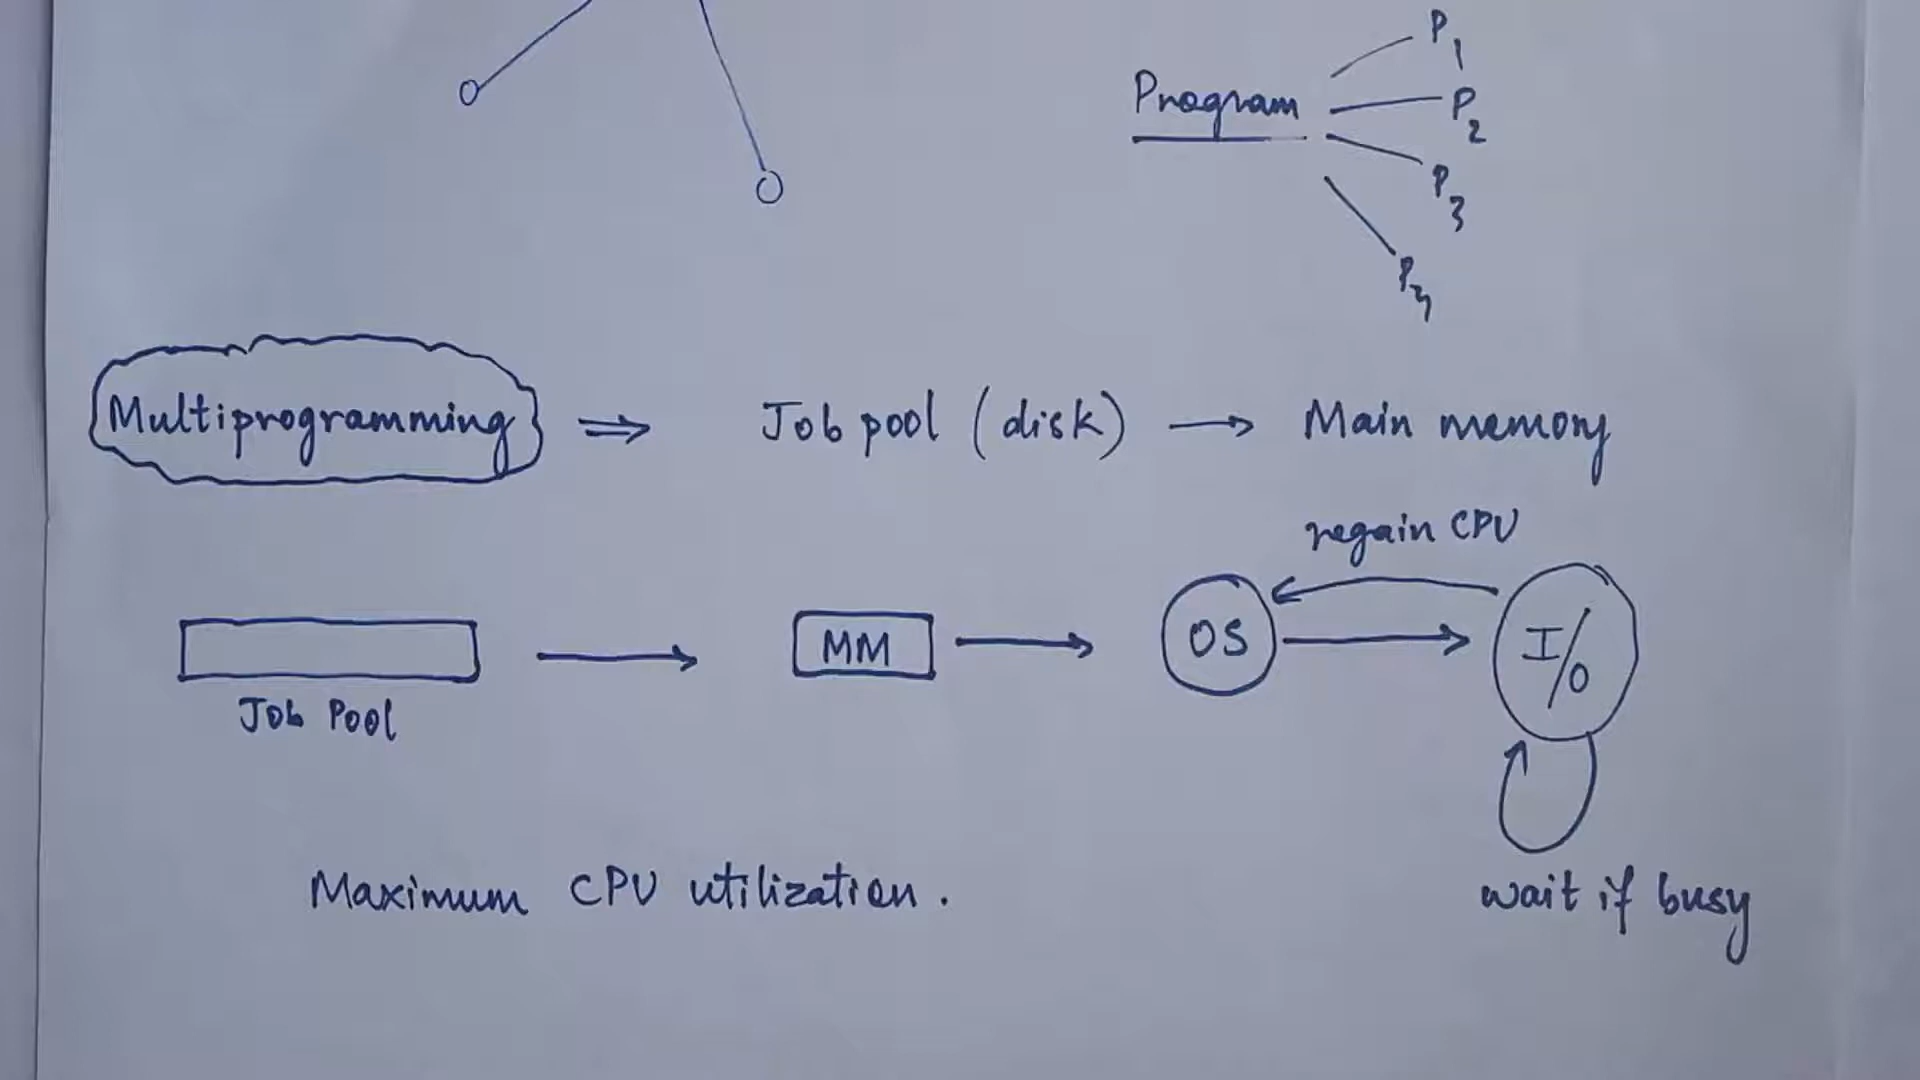 P1
Program
P2
P3
P4
Multiprogramming ⇒ Job pool (disk) → Main memory
regain CPU
MM
OS
I/O
Job Pool
Maximum CPU utilization.
wait if busy